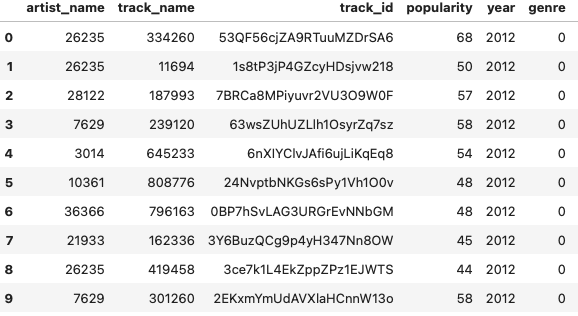 artist_name track_name track_id popularity year genre
0 26235 334260 53QF56cjZA9RTuuMZDrSA6 68 2012 0
1 26235 11694 1s8tP3jP4GZcyHDsjvw218 50 2012 0
2 28122 187993 7BRCa8MPiyuvr2VU3O9W0F 57 2012 0
3 7629 239120 63wsZUhUZLlh1OsyrZq7sz 58 2012 0
4 3014 645233 6nXIYClvJAfi6ujLiKqEq8 54 2012 0
5 10361 808776 24NvptbNKGs6sPy1Vh1O0v 48 2012 0
6 36366 796163 0BP7hSvLAG3URGrEvNNbGM 48 2012 0
7 21933 162336 3Y6BuzQCg9p4yH347Nn8OW 45 2012 0
8 26235 419458 3ce7k1L4EkZppZPz1EJWTS 44 2012 0
9 7629 301260 2EKxmYmUdAVXlaHCnnW13o 58 2012 0